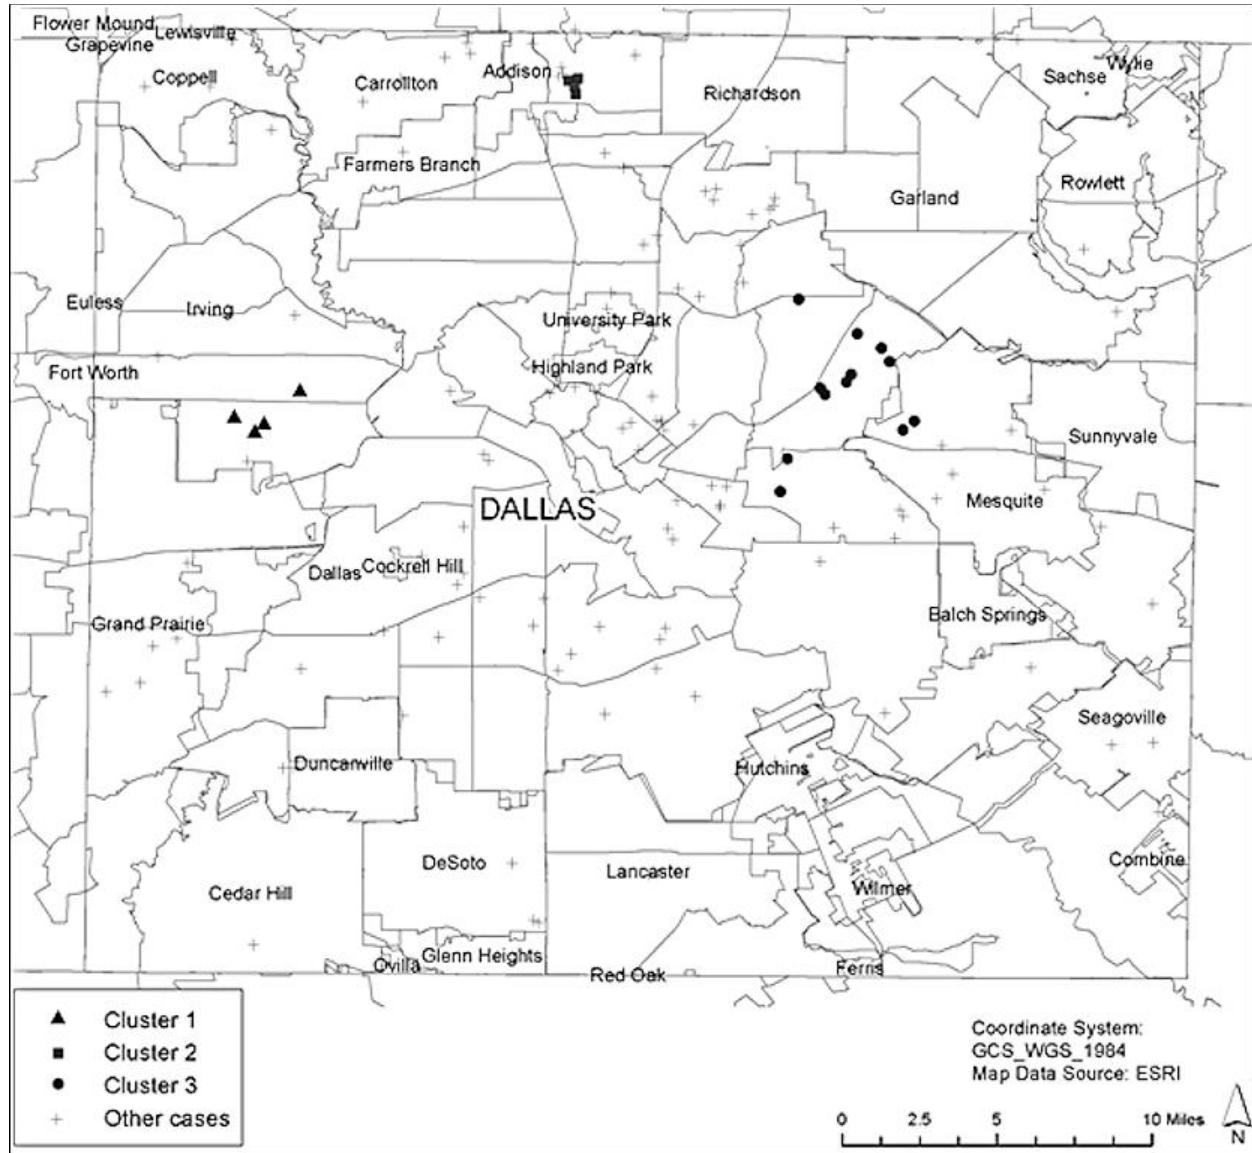 Flower Mound
Lewisville
Grapevine
Coppell
Carrollton
Addison
Richardson
Sachse
Wylie
Farmers Branch
Garland
Rowlett
Euless
Irving
University Park
Fort Worth
Highland Park
Sunnyvale
DALLAS
Mesquite
Dallas
Cockrell Hill
Grand Prairie
Balch Springs
Seagoville
Duncanville
Hutchins
DeSoto
Lancaster
Combine
Cedar Hill
Wilmer
Glenn Heights
Ovilla
Red Oak
Ferris
Cluster 1
Cluster 2
Cluster 3
Other cases
Coordinate System:
GCS_WGS_1984
Map Data Source: ESRI
0 2.5 5 10 Miles
N